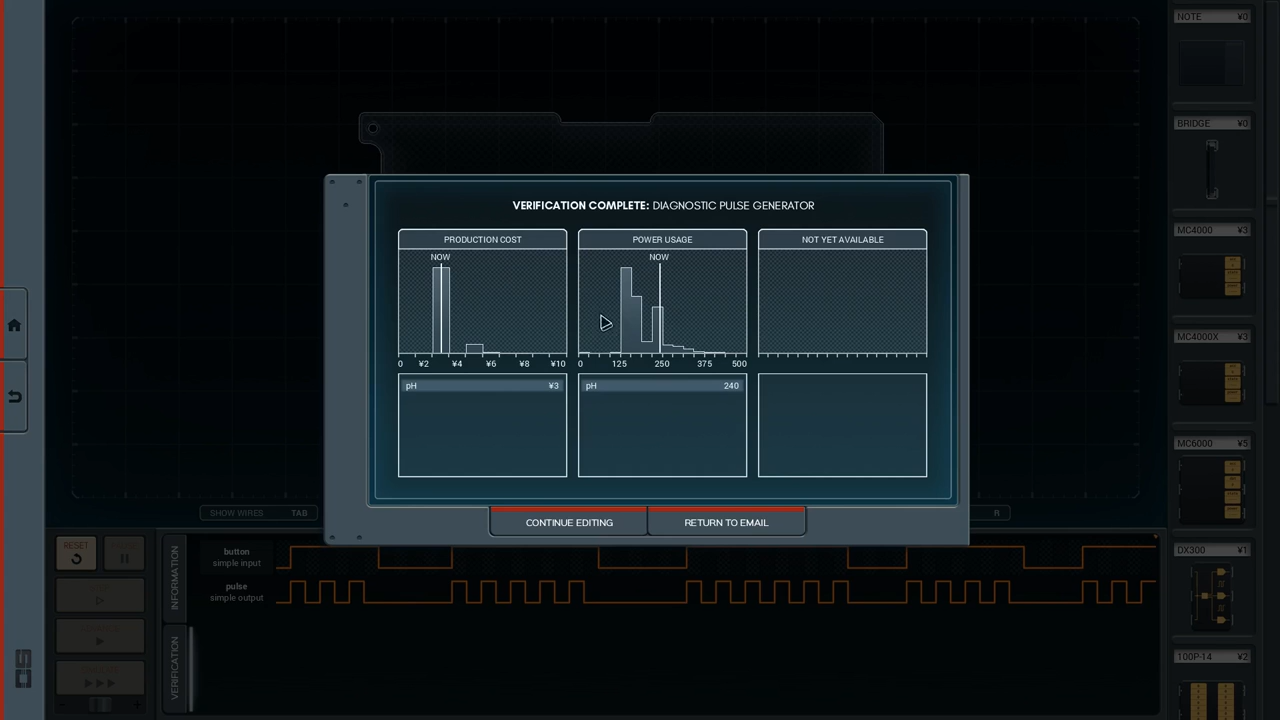 NOTE ¥0
BRIDGE ¥0
MC4000 ¥3
MC4000X ¥3
MC6000 ¥5
DX300 ¥1
100P-14 ¥2
VERIFICATION COMPLETE: DIAGNOSTIC PULSE GENERATOR
PRODUCTION COST
NOW
0 ¥2 ¥4 ¥6 ¥8 ¥10
pH ¥3
POWER USAGE
NOW
0 125 250 375 500
pH 240
NOT YET AVAILABLE
CONTINUE EDITING
RETURN TO EMAIL
SHOW WIRES TAB
R
RESET
INFORMATION
VERIFICATION
button
simple input
pulse
simple output